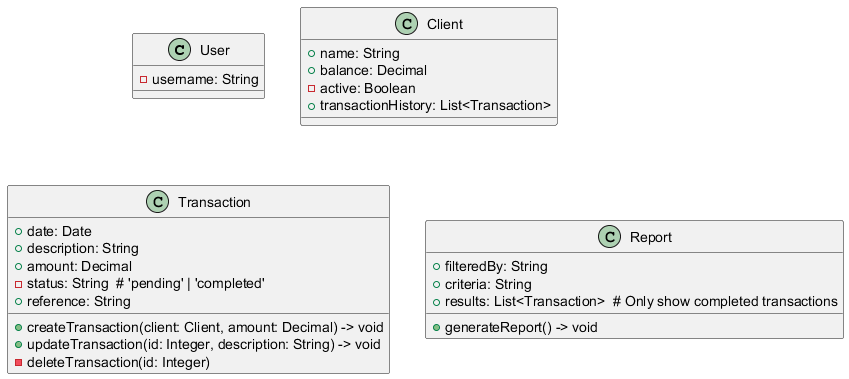 C User
username: String
C Client
name: String
balance: Decimal
active: Boolean
transactionHistory: List<Transaction>
C Transaction
date: Date
description: String
amount: Decimal
status: String  # 'pending' | 'completed'
reference: String
createTransaction(client: Client, amount: Decimal) -> void
updateTransaction(id: Integer, description: String) -> void
deleteTransaction(id: Integer)
C Report
filteredBy: String
criteria: String
results: List<Transaction>  # Only show completed transactions
generateReport() -> void